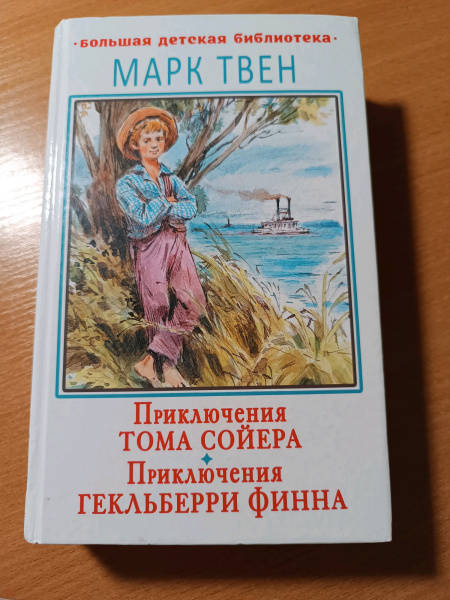 • БОЛЬШАЯ ДЕТСКАЯ БИБЛИОТЕКА •
МАРК ТВЕН
Приключения
ТОМА СОЙЕРА
Приключения
ГЕКЛЬБЕРРИ ФИННА